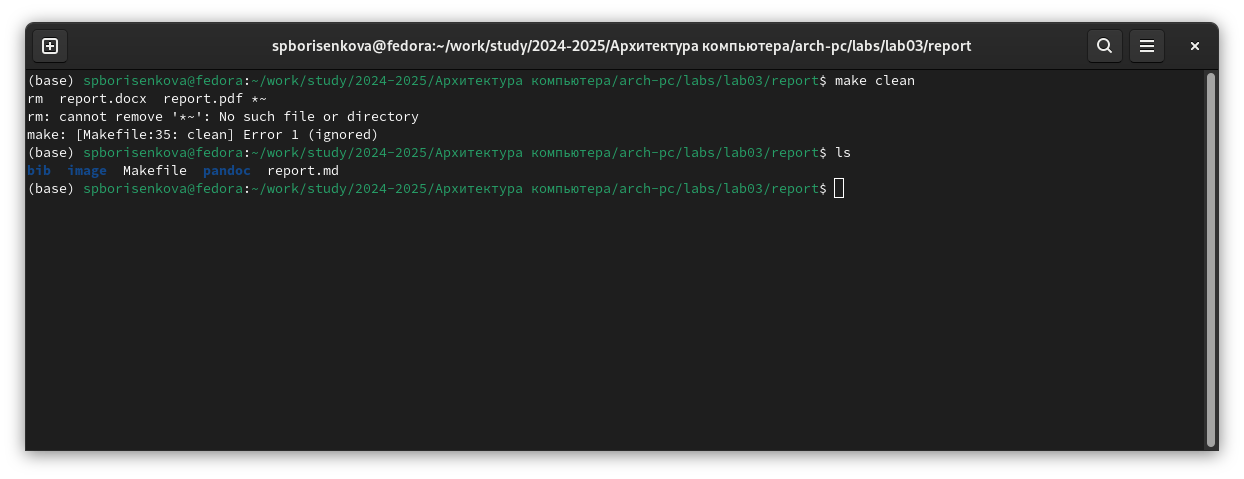 spborisenkova@fedora:~/work/study/2024-2025/Архитектура компьютера/arch-pc/labs/lab03/report
(base) spborisenkova@fedora:~/work/study/2024-2025/Архитектура компьютера/arch-pc/labs/lab03/report$ make clean
rm  report.docx  report.pdf *~
rm: cannot remove '*~': No such file or directory
make: [Makefile:35: clean] Error 1 (ignored)
(base) spborisenkova@fedora:~/work/study/2024-2025/Архитектура компьютера/arch-pc/labs/lab03/report$ ls
bib  image  Makefile  pandoc  report.md
(base) spborisenkova@fedora:~/work/study/2024-2025/Архитектура компьютера/arch-pc/labs/lab03/report$